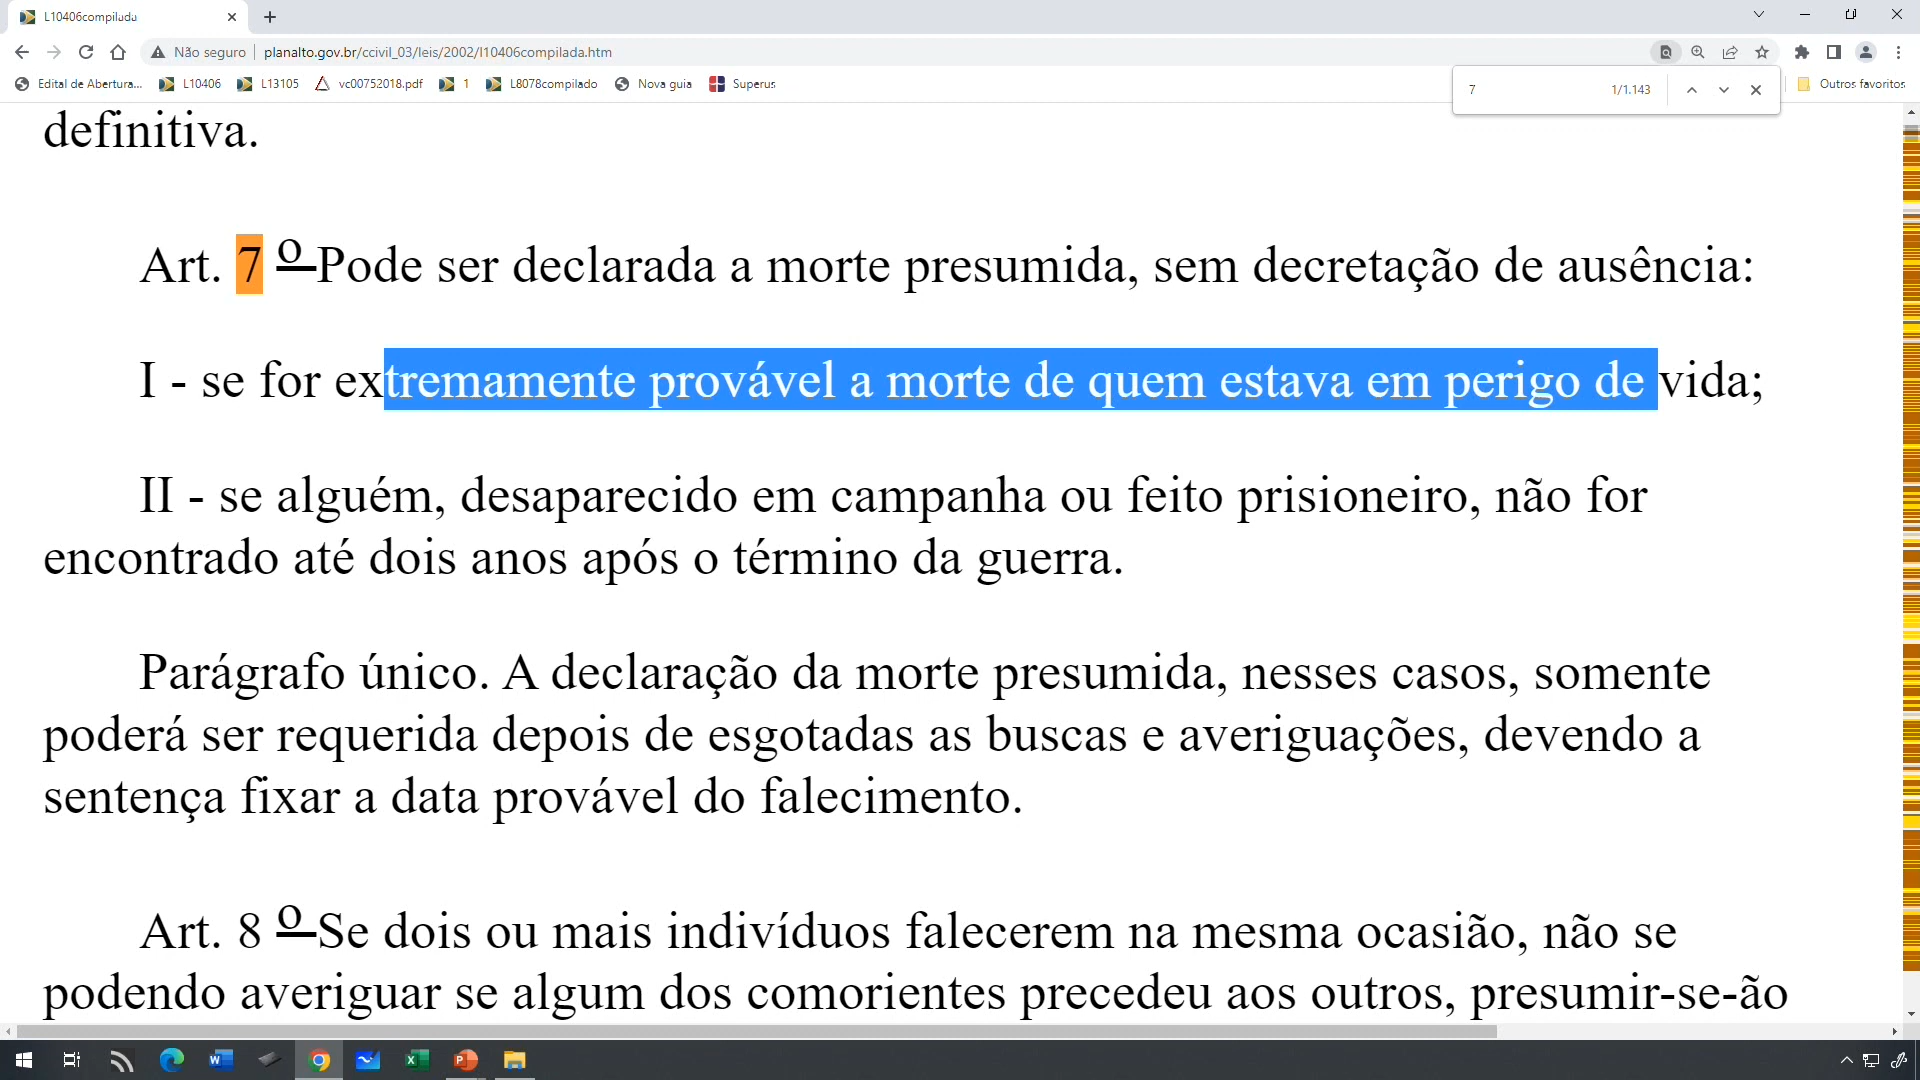 L10406compilada
Não seguro
planalto.gov.br/ccivil_03/leis/2002/l10406compilada.htm
Edital de Abertura...
L10406
L13105
vc00752018.pdf
1
L8078compilado
Nova guia
Superus
Outros favoritos
7
1/1.143
definitiva.
Art. 7 º Pode ser declarada a morte presumida, sem decretação de ausência:
I - se for extremamente provável a morte de quem estava em perigo de vida;
II - se alguém, desaparecido em campanha ou feito prisioneiro, não for
encontrado até dois anos após o término da guerra.
Parágrafo único. A declaração da morte presumida, nesses casos, somente
poderá ser requerida depois de esgotadas as buscas e averiguações, devendo a
sentença fixar a data provável do falecimento.
Art. 8 º Se dois ou mais indivíduos falecerem na mesma ocasião, não se
podendo averiguar se algum dos comorientes precedeu aos outros, presumir-se-ão